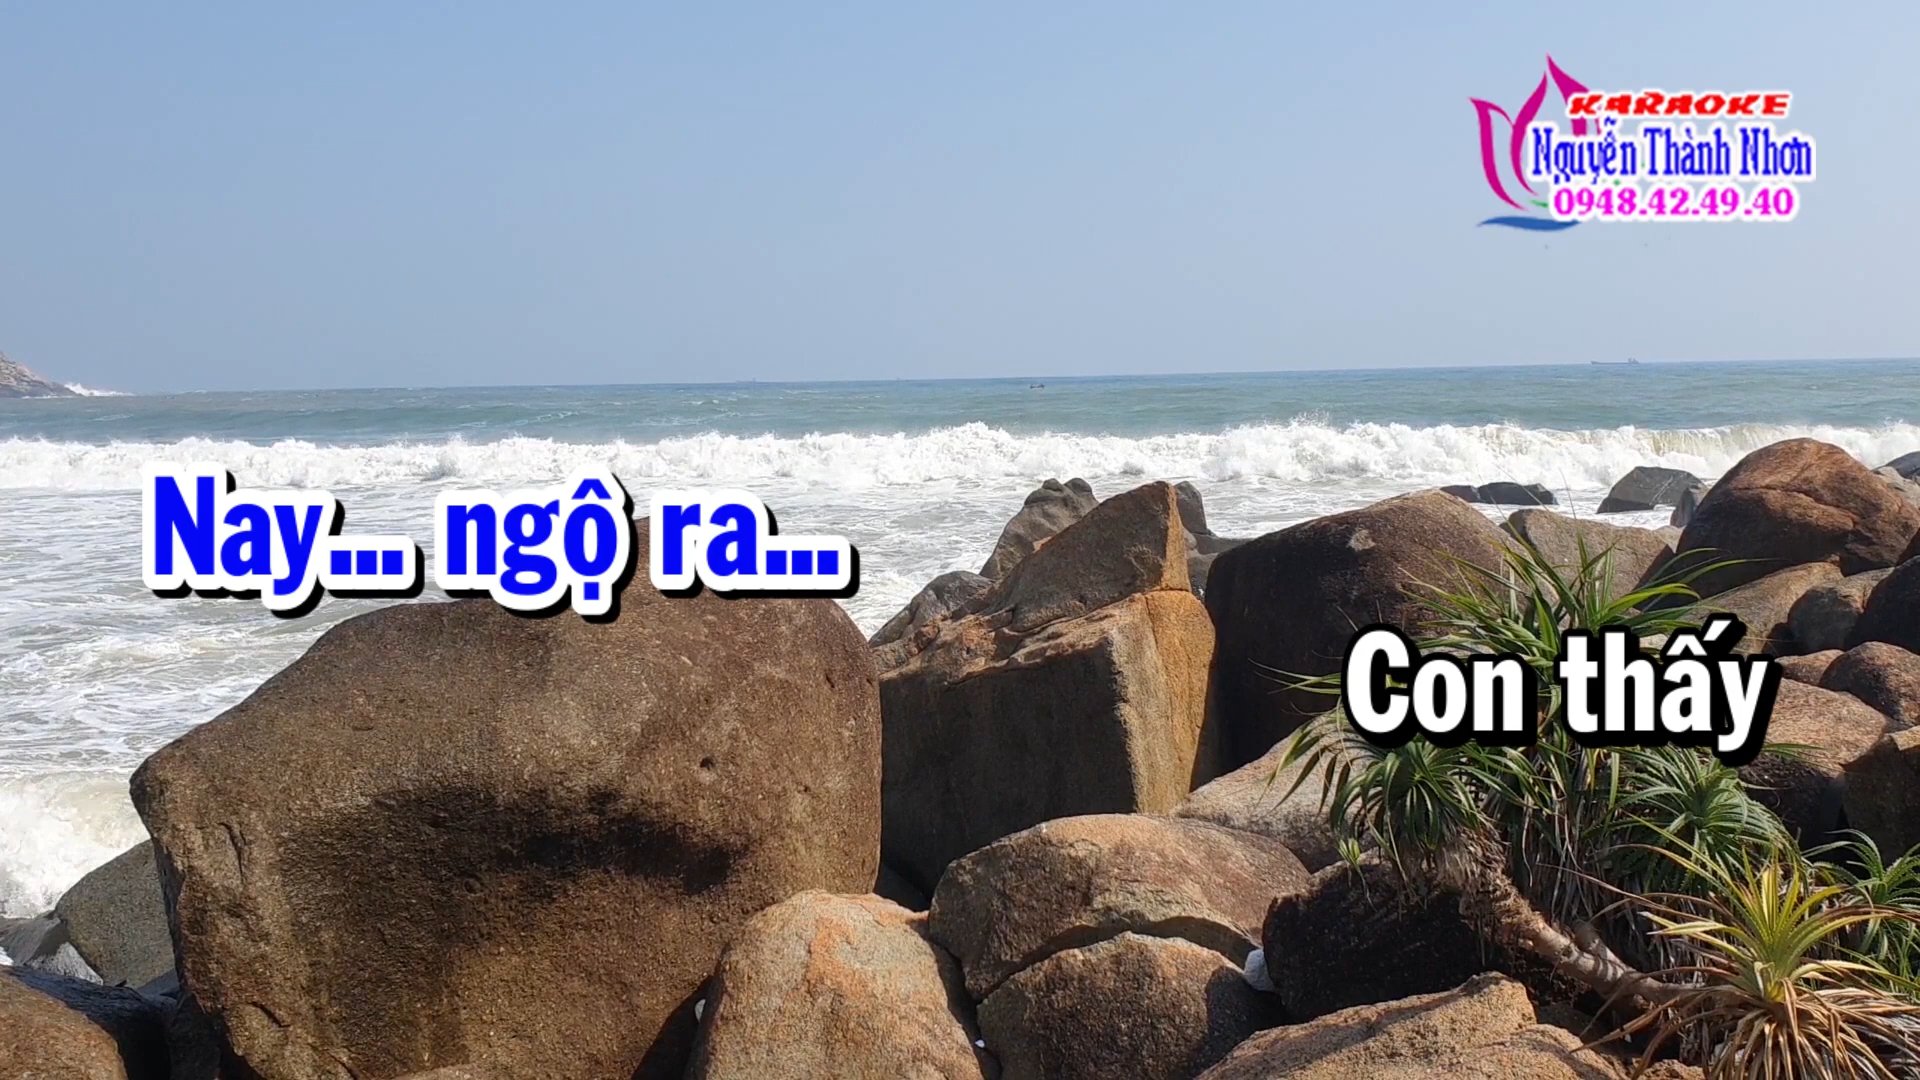 KARAOKE
Nguyễn Thành Nhơn
0948.42.49.40
Nay... ngộ ra...
Con thấy